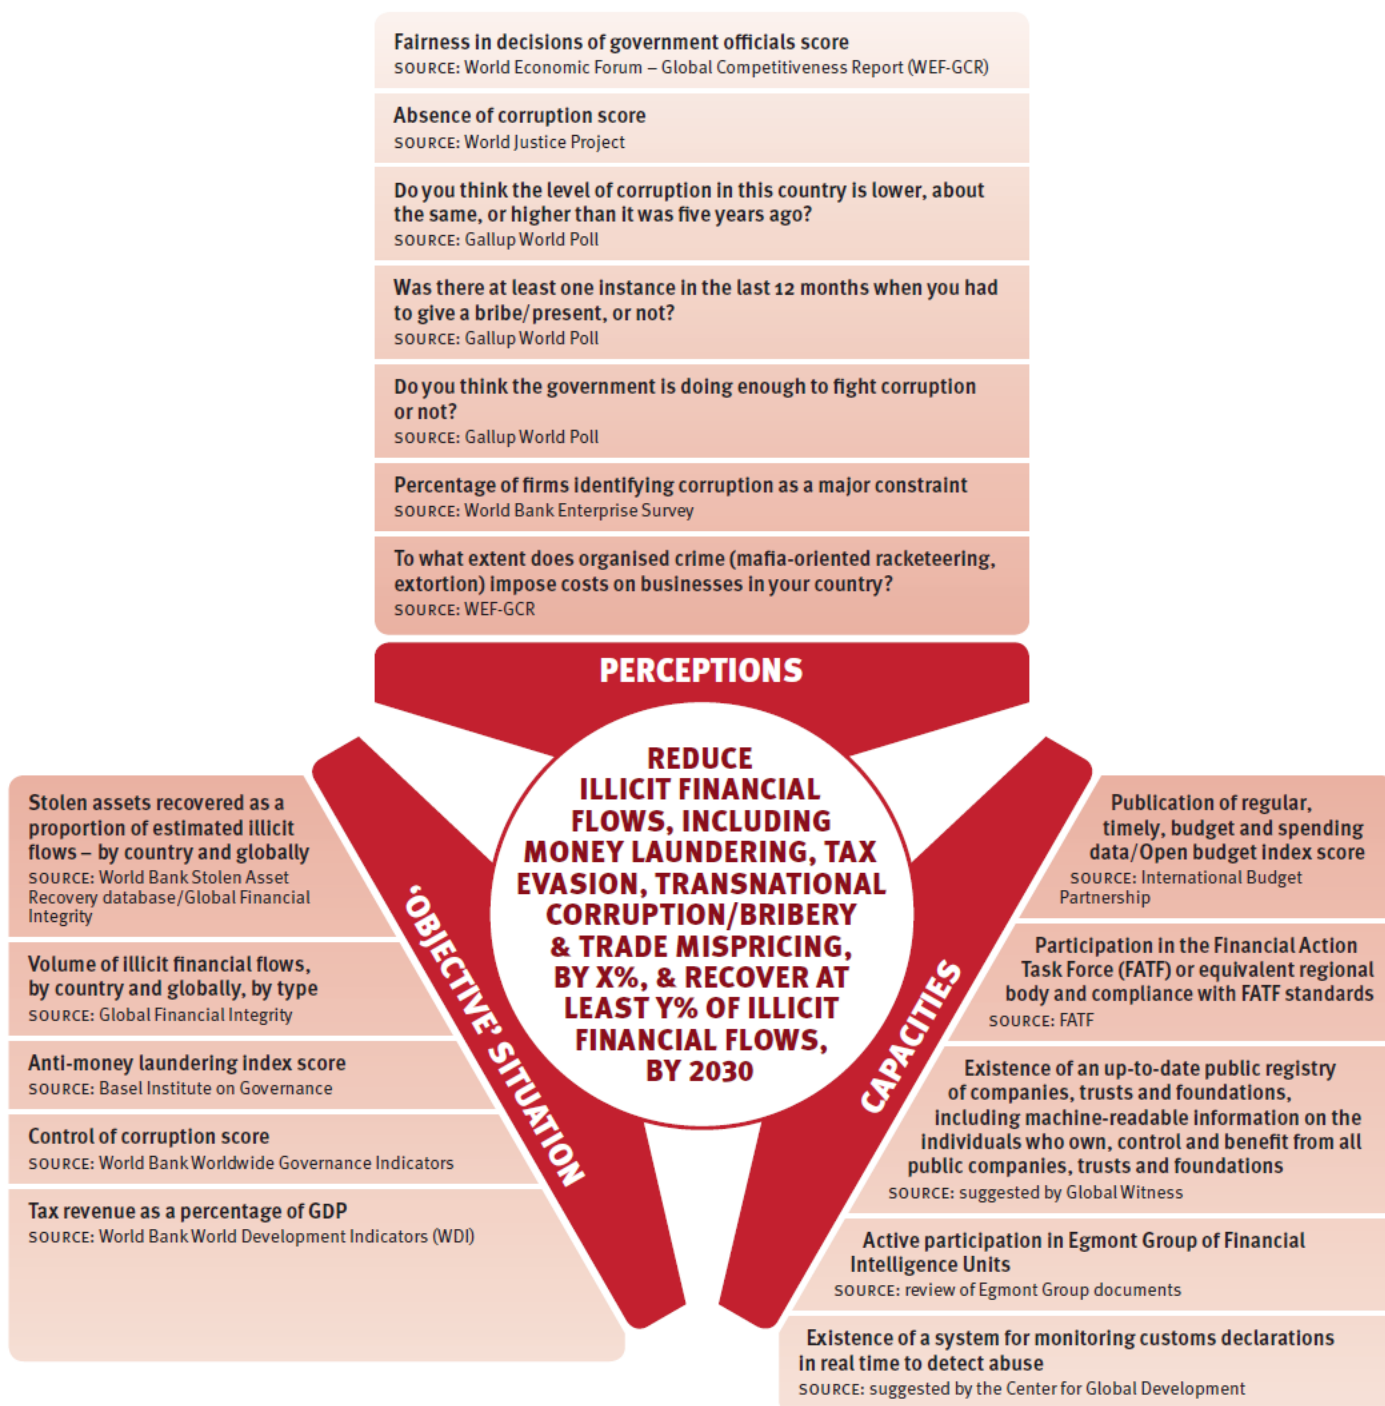 Fairness in decisions of government officials score
SOURCE: World Economic Forum – Global Competitiveness Report (WEF-GCR)
Absence of corruption score
SOURCE: World Justice Project
Do you think the level of corruption in this country is lower, about
the same, or higher than it was five years ago?
SOURCE: Gallup World Poll
Was there at least one instance in the last 12 months when you had
to give a bribe/present, or not?
SOURCE: Gallup World Poll
Do you think the government is doing enough to fight corruption
or not?
SOURCE: Gallup World Poll
Percentage of firms identifying corruption as a major constraint
SOURCE: World Bank Enterprise Survey
To what extent does organised crime (mafia-oriented racketeering,
extortion) impose costs on businesses in your country?
SOURCE: WEF-GCR
PERCEPTIONS
REDUCE
ILLICIT FINANCIAL
FLOWS, INCLUDING
MONEY LAUNDERING, TAX
EVASION, TRANSNATIONAL
CORRUPTION/BRIBERY
& TRADE MISPRICING,
BY X%, & RECOVER AT
LEAST Y% OF ILLICIT
FINANCIAL FLOWS,
BY 2030
‘OBJECTIVE’ SITUATION
Stolen assets recovered as a
proportion of estimated illicit
flows – by country and globally
SOURCE: World Bank Stolen Asset
Recovery database/Global Financial
Integrity
Volume of illicit financial flows,
by country and globally, by type
SOURCE: Global Financial Integrity
Anti-money laundering index score
SOURCE: Basel Institute on Governance
Control of corruption score
SOURCE: World Bank Worldwide Governance Indicators
Tax revenue as a percentage of GDP
SOURCE: World Bank World Development Indicators (WDI)
CAPACITIES
Publication of regular,
timely, budget and spending
data/Open budget index score
SOURCE: International Budget
Partnership
Participation in the Financial Action
Task Force (FATF) or equivalent regional
body and compliance with FATF standards
SOURCE: FATF
Existence of an up-to-date public registry
of companies, trusts and foundations,
including machine-readable information on the
individuals who own, control and benefit from all
public companies, trusts and foundations
SOURCE: suggested by Global Witness
Active participation in Egmont Group of Financial
Intelligence Units
SOURCE: review of Egmont Group documents
Existence of a system for monitoring customs declarations
in real time to detect abuse
SOURCE: suggested by the Center for Global Development